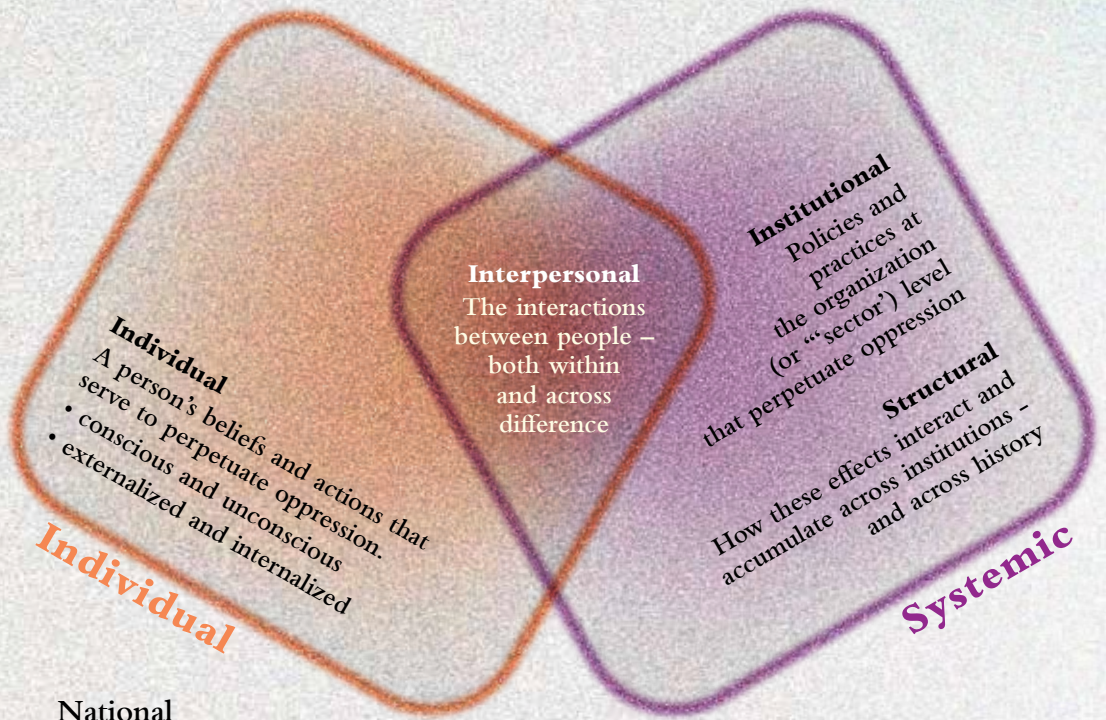 Individual
A person's beliefs and actions that
serve to perpetuate oppression.
• conscious and unconscious
• externalized and internalized
Individual
Interpersonal
The interactions
between people –
both within
and across
difference
Institutional
Policies and
practices at
the organization
(or “‘sector’) level
that perpetuate oppression
Structural
How these effects interact and
accumulate across institutions –
and across history
Systemic
National